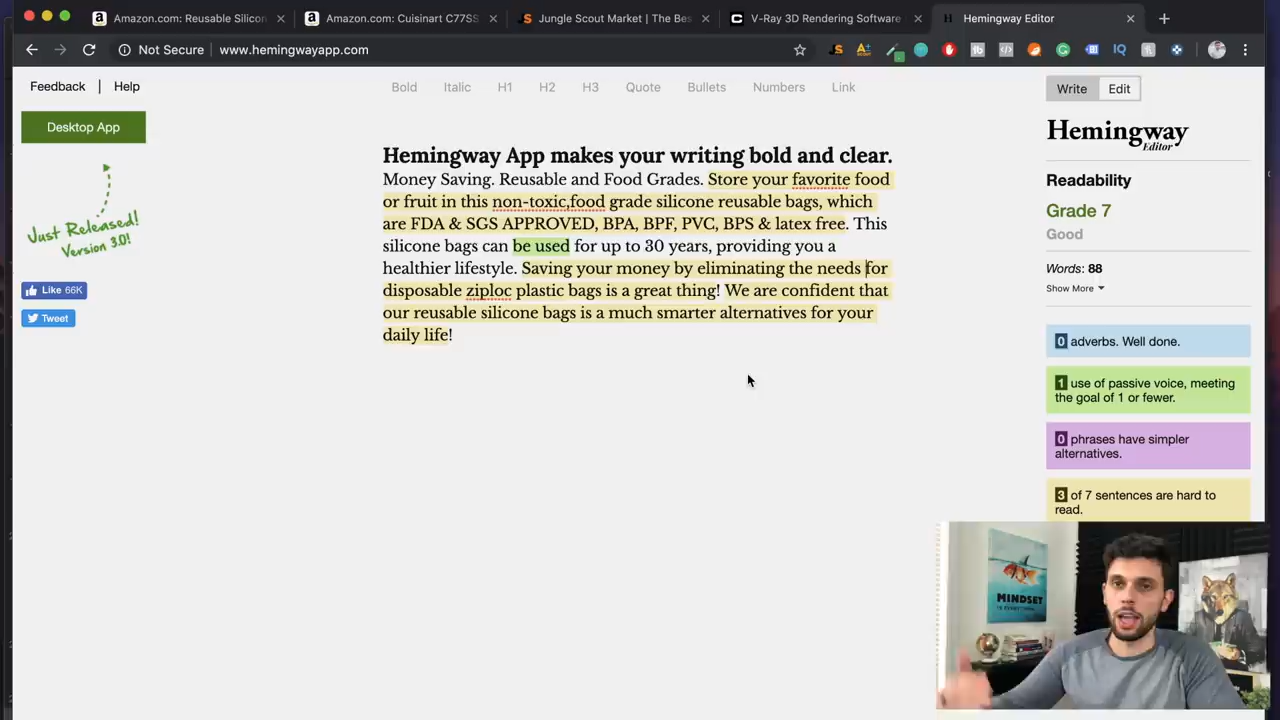 Amazon.com: Reusable Silicon
Amazon.com: Cuisinart C77SS
Jungle Scout Market | The Bes
V-Ray 3D Rendering Software
Hemingway Editor
Not Secure | www.hemingwayapp.com
Feedback | Help
Bold Italic H1 H2 H3 Quote Bullets Numbers Link
Write Edit
Desktop App
Just Released!
Version 3.0!
Like 66K
Tweet
Hemingway App makes your writing bold and clear.
Money Saving. Reusable and Food Grades. Store your favorite food
or fruit in this non-toxic,food grade silicone reusable bags, which
are FDA & SGS APPROVED, BPA, BPF, PVC, BPS & latex free. This
silicone bags can be used for up to 30 years, providing you a
healthier lifestyle. Saving your money by eliminating the needs for
disposable ziploc plastic bags is a great thing! We are confident that
our reusable silicone bags is a much smarter alternatives for your
daily life!
Hemingway
Editor
Readability
Grade 7
Good
Words: 88
Show More
0 adverbs. Well done.
1 use of passive voice, meeting
the goal of 1 or fewer.
0 phrases have simpler
alternatives.
3 of 7 sentences are hard to
read.
MINDSET